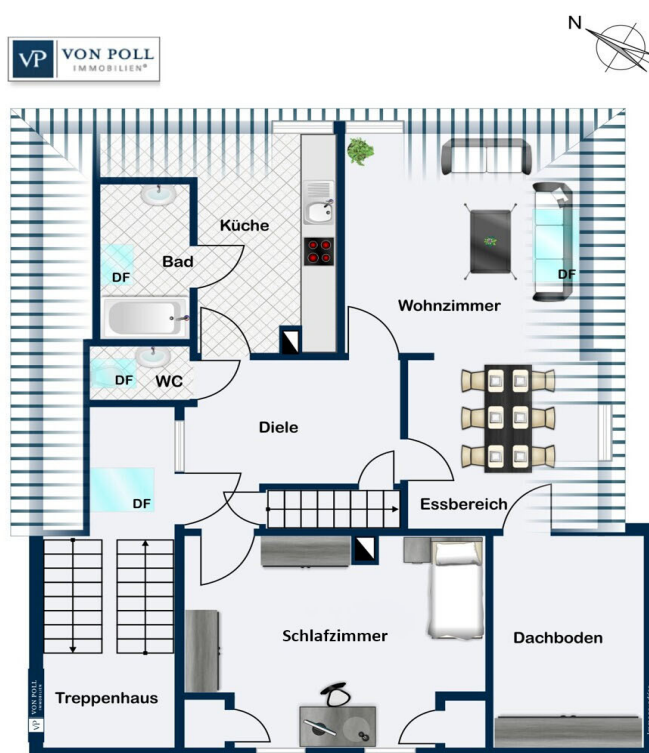 N
VP VON POLL
IMMOBILIEN®
Küche
Bad
DF
Wohnzimmer
DF
DF
WC
Diele
DF
Essbereich
Schlafzimmer
Dachboden
Treppenhaus
VP VON POLL
IMMOBILIEN